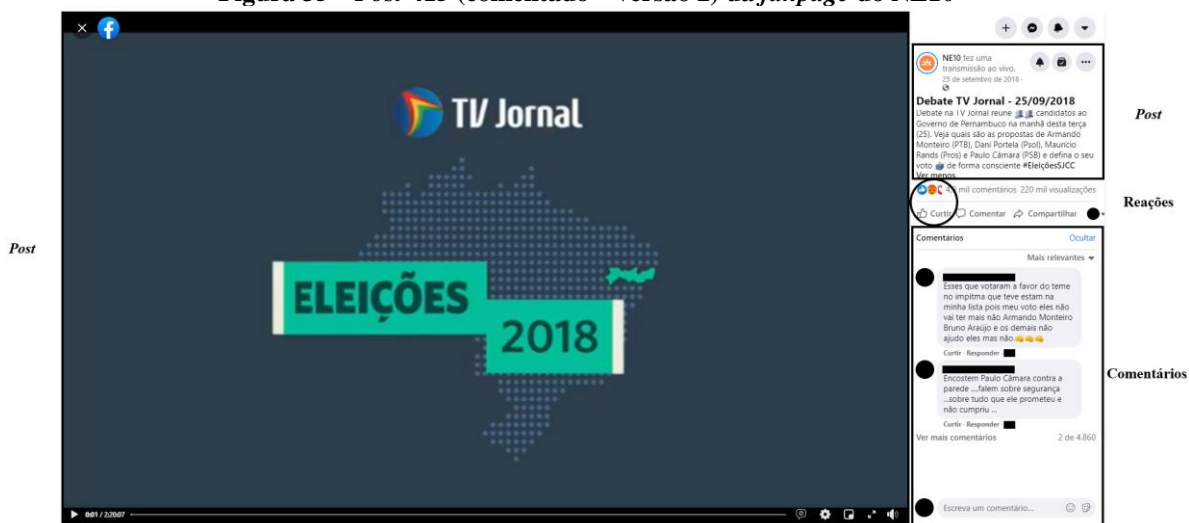 Figura 33 – Post 413 (comentado – versão 2) da fanpage do NE10
TV Jornal
ELEIÇÕES
2018
0:01 / 2:20:07
Post
NE10 fez uma
transmissão ao vivo.
25 de setembro de 2018 ·
Debate TV Jornal - 25/09/2018
Debate na TV Jornal reúne candidatos ao
Governo de Pernambuco na manhã desta terça
(25). Veja quais são as propostas de Armando
Monteiro (PTB), Dani Portela (Psol), Maurício
Rands (Pros) e Paulo Câmara (PSB) e defina o seu
voto de forma consciente #EleiçõesSJCC
Ver menos
Post
mil comentários 220 mil visualizações
Curtir Comentar Compartilhar
Reações
Comentários Ocultar
Mais relevantes
Esses que votaram a favor do teme
no impitma que teve estam na
minha lista pois meu voto eles não
vai ter mais não Armando Monteiro
Bruno Araújo e os demais não
ajudo eles mas não
Curtir · Responder
Encostem Paulo Câmara contra a
parede ...falem sobre segurança
...sobre tudo que ele prometeu e
não cumpriu ...
Curtir · Responder
Ver mais comentários 2 de 4.860
Escreva um comentário...
Comentários